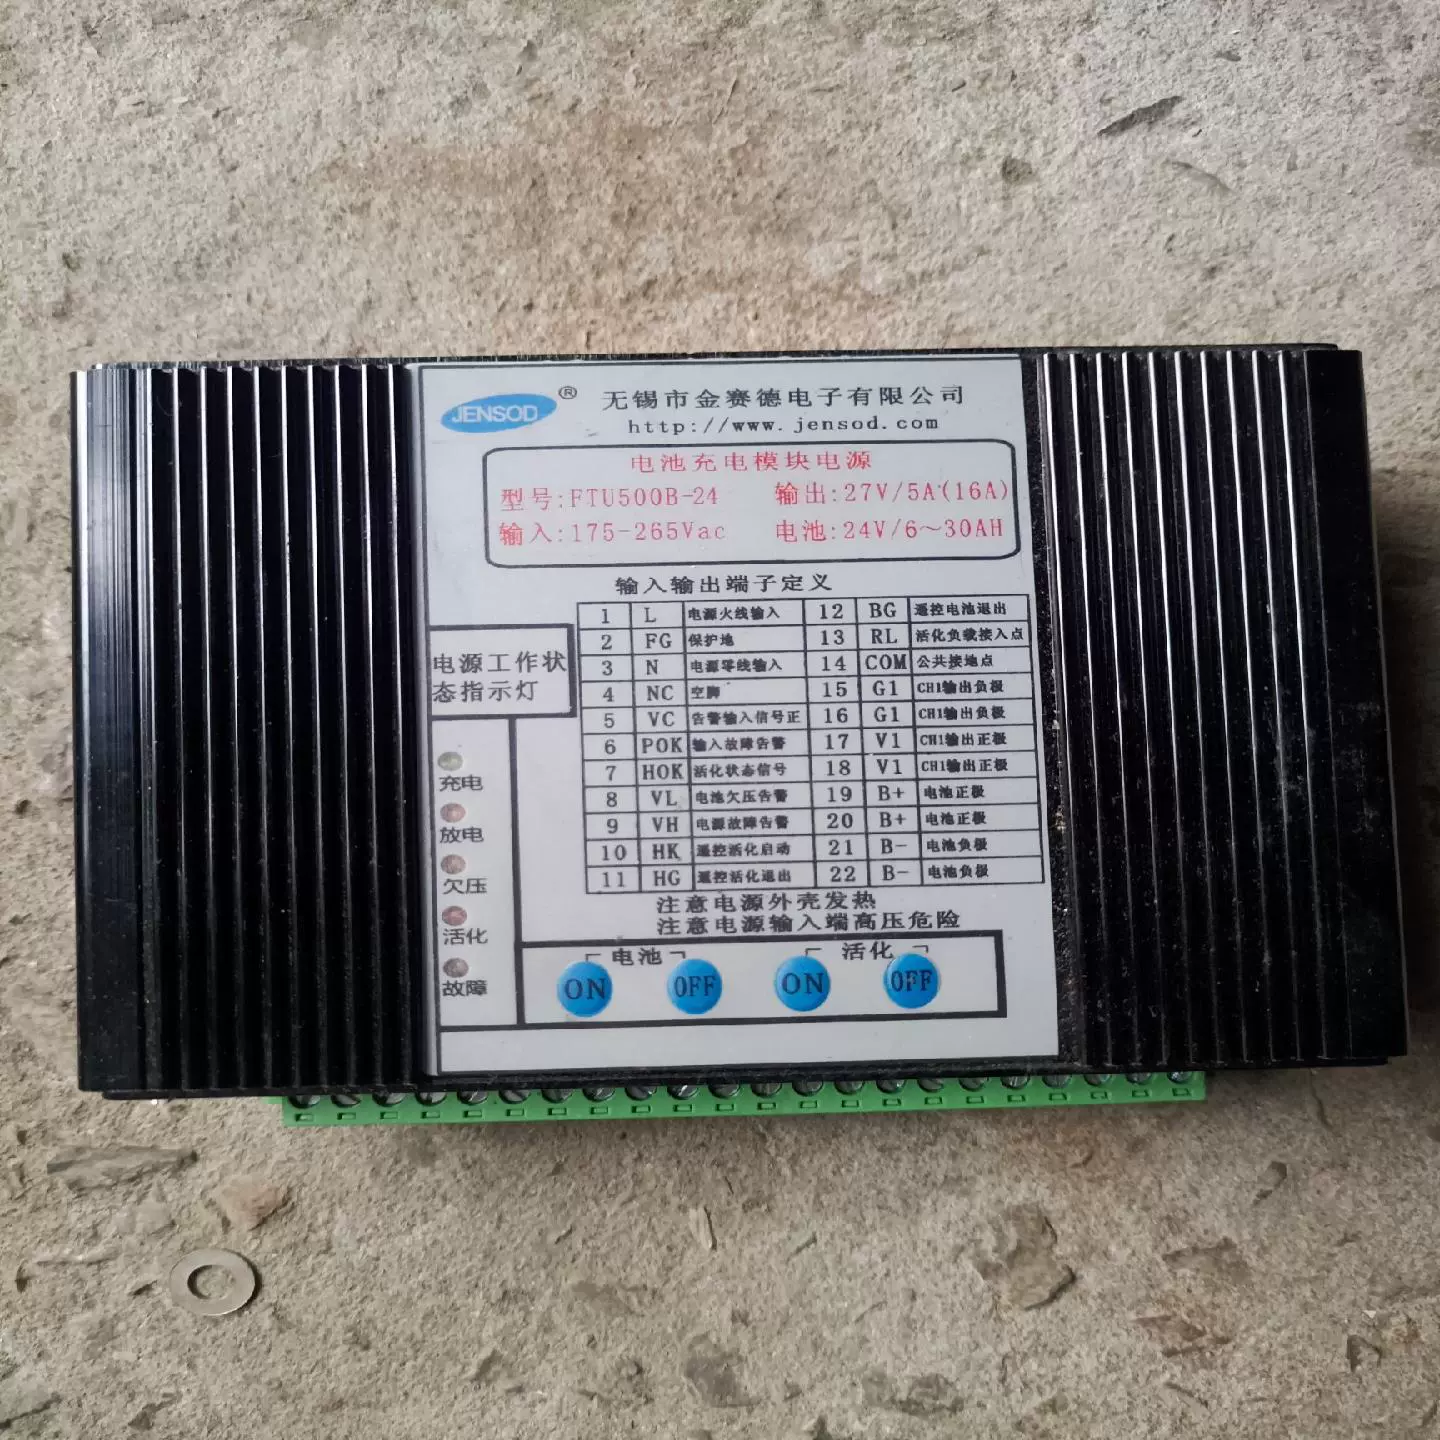 JENSOD ®
无锡市金赛德电子有限公司
http://www.jensod.com
电池充电模块电源
型号:FTU500B-24 输出:27V/5A(16A)
输入:175-265Vac 电池:24V/6～30AH
输入输出端子定义
1 L 电源火线输入 12 BG 遥控电池退出
2 FG 保护地 13 RL 活化负载接入点
3 N 电源零线输入 14 COM 公共接地点
4 NC 空脚 15 G1 CH1输出负极
5 VC 告警输入信号正 16 G1 CH1输出负极
6 POK 输入故障告警 17 V1 CH1输出正极
7 HOK 活化状态信号 18 V1 CH1输出正极
8 VL 电池欠压告警 19 B+ 电池正极
9 VH 电源故障告警 20 B+ 电池正极
10 HK 遥控活化启动 21 B- 电池负极
11 HG 遥控活化退出 22 B- 电池负极
电源工作状
态指示灯
充电
放电
欠压
活化
故障
注意电源外壳发热
注意电源输入端高压危险
电池 活化
ON OFF ON OFF